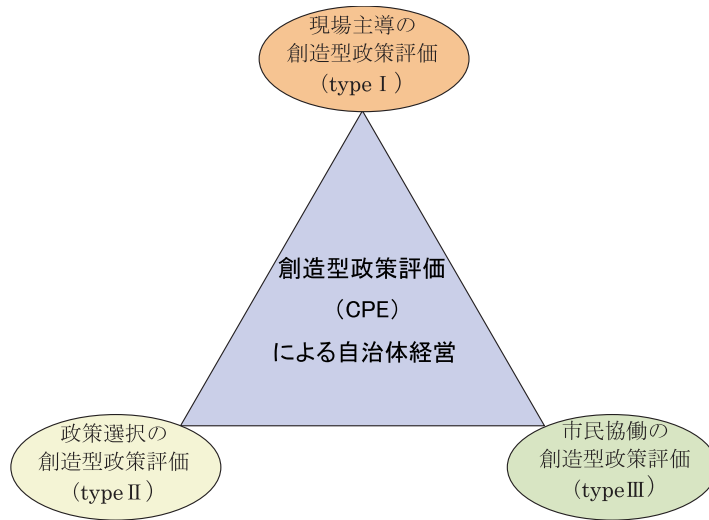 現場主導の
創造型政策評価
(typeⅠ)
創造型政策評価
(CPE)
による自治体経営
政策選択の
創造型政策評価
(typeⅡ)
市民協働の
創造型政策評価
(typeⅢ)